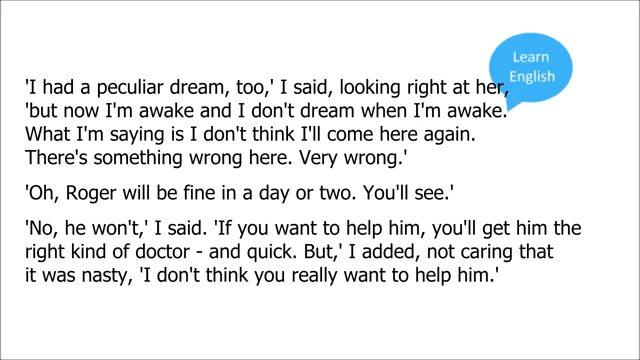 Learn
English
'I had a peculiar dream, too,' I said, looking right at her,
'but now I'm awake and I don't dream when I'm awake.
What I'm saying is I don't think I'll come here again.
There's something wrong here. Very wrong.'
'Oh, Roger will be fine in a day or two. You'll see.'
'No, he won't,' I said. 'If you want to help him, you'll get him the
right kind of doctor - and quick. But,' I added, not caring that
it was nasty, 'I don't think you really want to help him.'